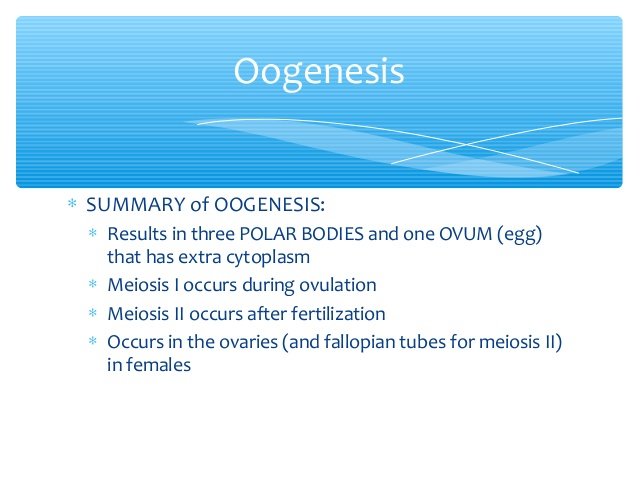 Oogenesis
* SUMMARY of OOGENESIS:
* Results in three POLAR BODIES and one OVUM (egg)
that has extra cytoplasm
* Meiosis I occurs during ovulation
* Meiosis II occurs after fertilization
* Occurs in the ovaries (and fallopian tubes for meiosis II)
in females